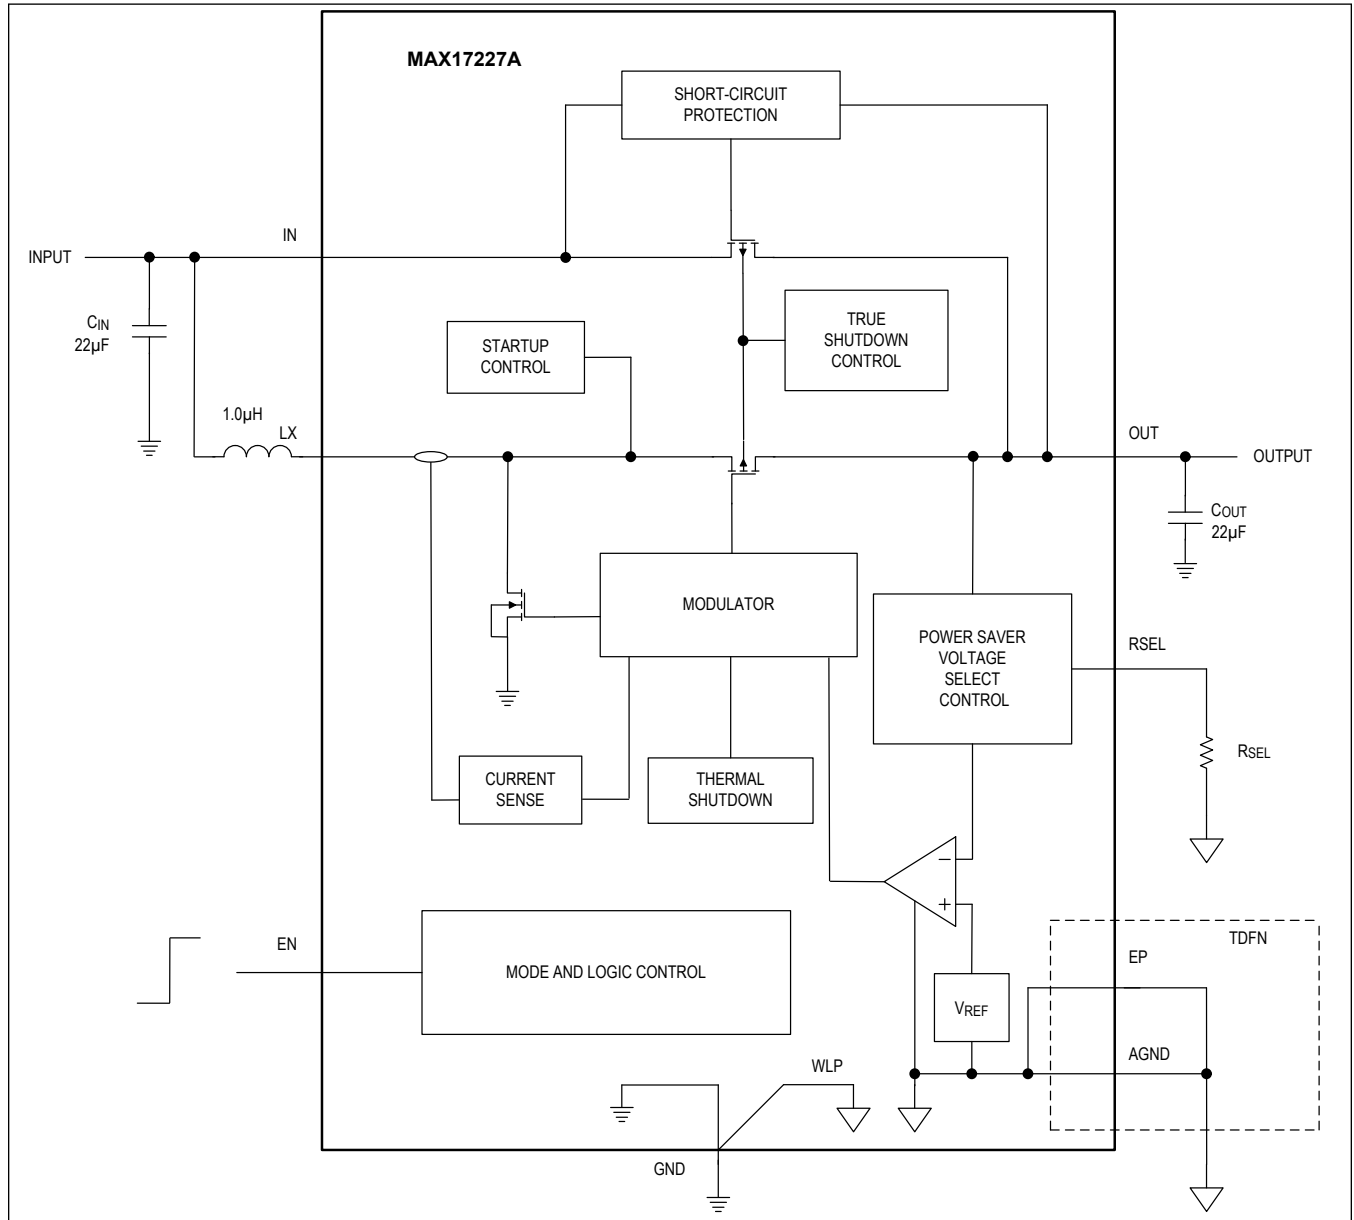 MAX17227A
SHORT-CIRCUIT
PROTECTION
IN
INPUT
CIN
22µF
STARTUP
CONTROL
TRUE
SHUTDOWN
CONTROL
1.0µH
LX
OUT
OUTPUT
COUT
22µF
MODULATOR
POWER SAVER
VOLTAGE
SELECT
CONTROL
RSEL
RSEL
CURRENT
SENSE
THERMAL
SHUTDOWN
−
+
TDFN
EN
MODE AND LOGIC CONTROL
EP
VREF
AGND
WLP
GND